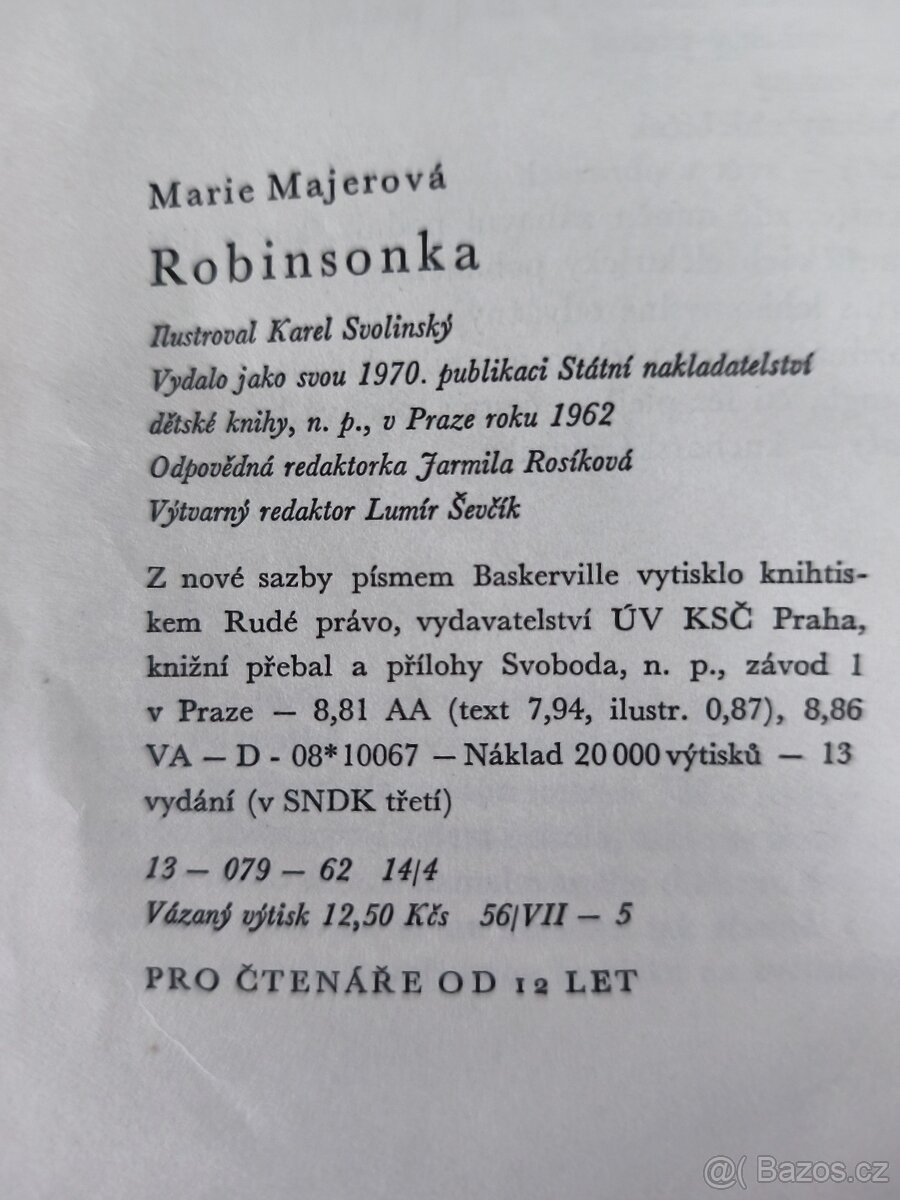 Marie Majerová
Robinsonka
Ilustroval Karel Svolinský
Vydalo jako svou 1970. publikaci Státní nakladatelství
dětské knihy, n. p., v Praze roku 1962
Odpovědná redaktorka Jarmila Rosíková
Výtvarný redaktor Lumír Ševčík
Z nové sazby písmem Baskerville vytisklo knihtis-
kem Rudé právo, vydavatelství ÚV KSČ Praha,
knižní přebal a přílohy Svoboda, n. p., závod 1
v Praze — 8,81 AA (text 7,94, ilustr. 0,87), 8,86
VA — D - 08*10067 — Náklad 20 000 výtisků — 13
vydání (v SNDK třetí)
13 — 079 — 62 14/4
Vázaný výtisk 12,50 Kčs 56/VII — 5
PRO ČTENÁŘE OD 12 LET
@( Bazos.cz